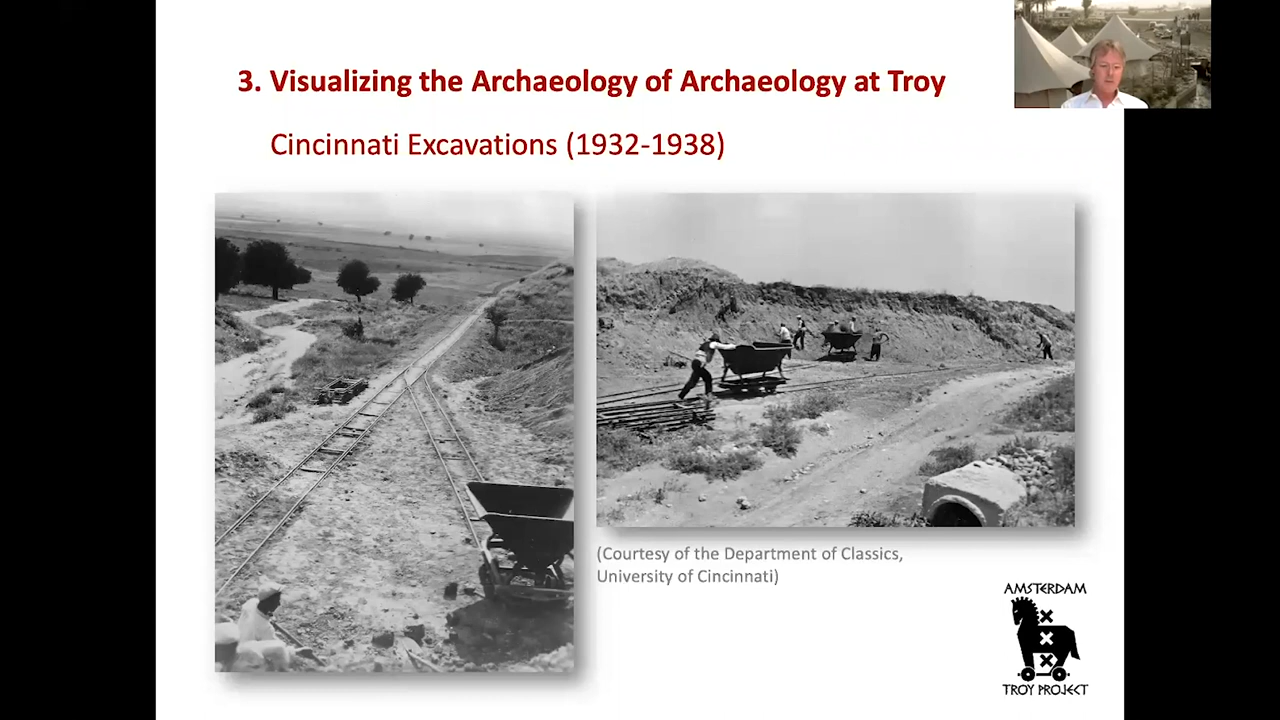 3. Visualizing the Archaeology of Archaeology at Troy
Cincinnati Excavations (1932-1938)
(Courtesy of the Department of Classics,
University of Cincinnati)
AMSTERDAM
TROY PROJECT